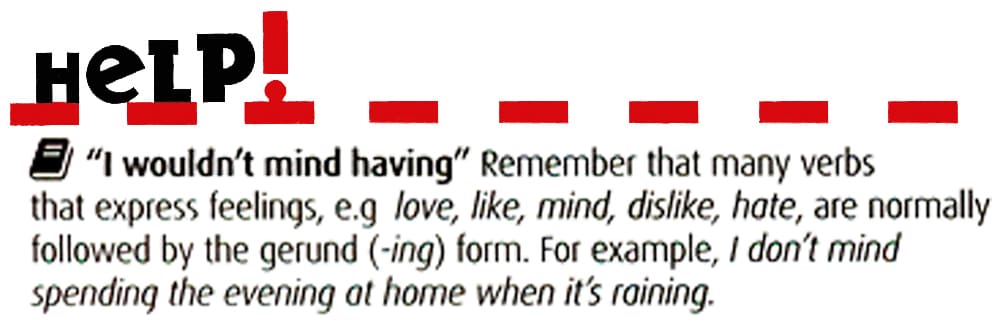 HeLP!
"I wouldn't mind having" Remember that many verbs
that express feelings, e.g love, like, mind, dislike, hate, are normally
followed by the gerund (-ing) form. For example, I don't mind
spending the evening at home when it's raining.